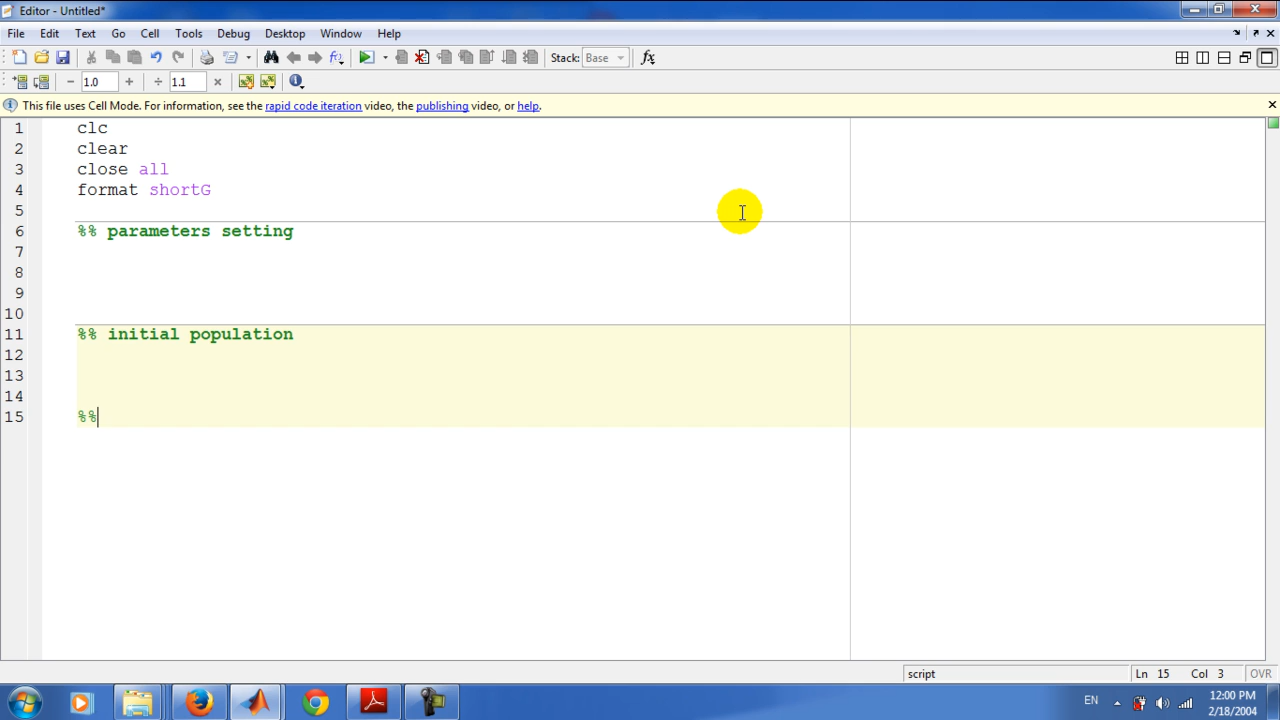 Editor - Untitled*
File Edit Text Go Cell Tools Debug Desktop Window Help
Stack: Base fx
1.0 1.1
This file uses Cell Mode. For information, see the rapid code iteration video, the publishing video, or help.
1 clc
2 clear
3 close all
4 format shortG
5
6 %% parameters setting
7
8
9
10
11 %% initial population
12
13
14
15 %%
script Ln 15 Col 3 OVR
EN 12:00 PM
2/18/2004